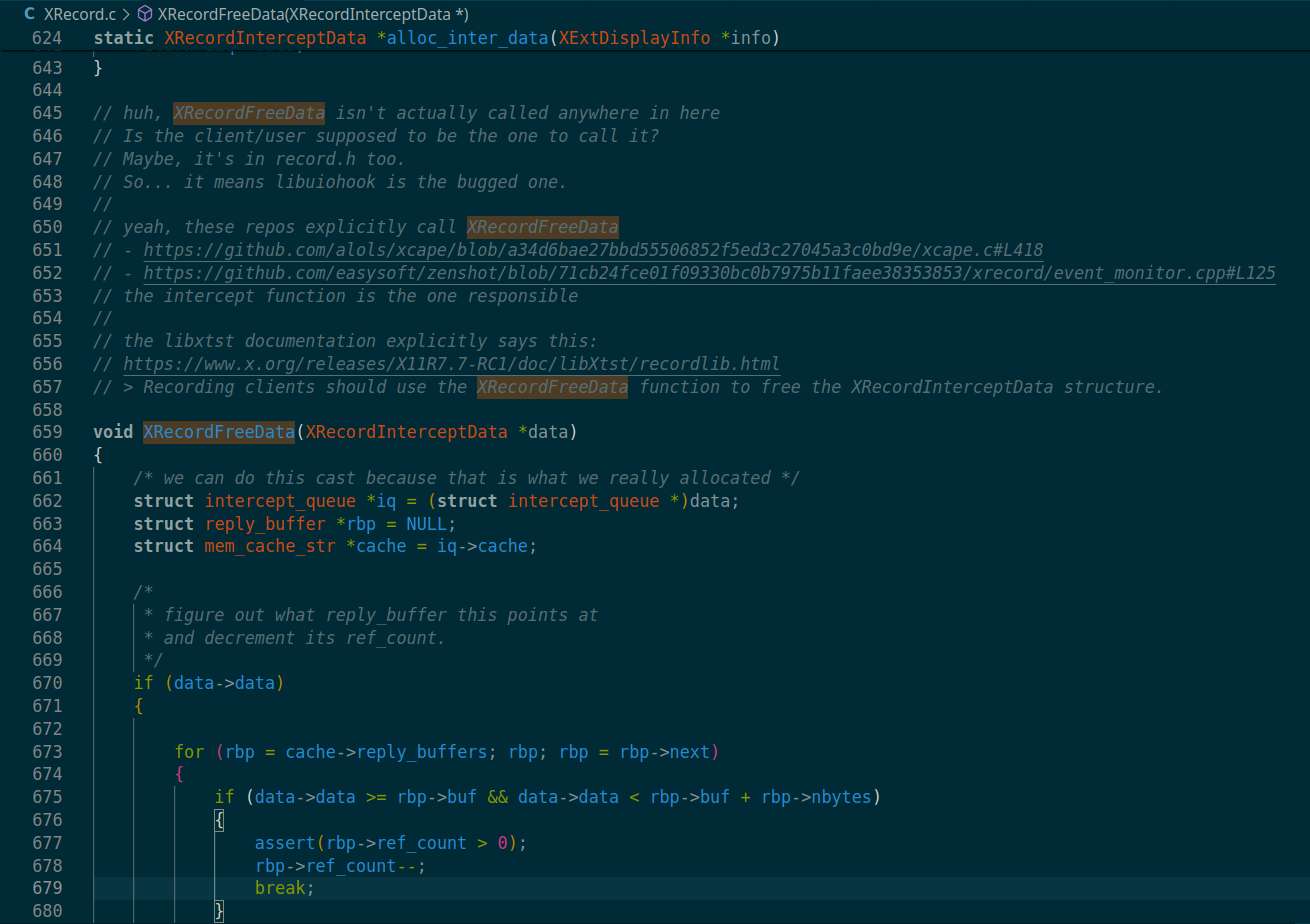 C XRecord.c > XRecordFreeData(XRecordInterceptData *)
624 static XRecordInterceptData *alloc_inter_data(XExtDisplayInfo *info)
643 }
644
645 // huh, XRecordFreeData isn't actually called anywhere in here
646 // Is the client/user supposed to be the one to call it?
647 // Maybe, it's in record.h too.
648 // So... it means libuiohook is the bugged one.
649 //
650 // yeah, these repos explicitly call XRecordFreeData
651 // - https://github.com/alols/xcape/blob/a34d6bae27bbd55506852f5ed3c27045a3c0bd9e/xcape.c#L418
652 // - https://github.com/easysoft/zenshot/blob/71cb24fce01f09330bc0b7975b11faee38353853/xrecord/event_monitor.cpp#L125
653 // the intercept function is the one responsible
654 //
655 // the libxtst documentation explicitly says this:
656 // https://www.x.org/releases/X11R7.7-RC1/doc/libXtst/recordlib.html
657 // > Recording clients should use the XRecordFreeData function to free the XRecordInterceptData structure.
658
659 void XRecordFreeData(XRecordInterceptData *data)
660 {
661 /* we can do this cast because that is what we really allocated */
662 struct intercept_queue *iq = (struct intercept_queue *)data;
663 struct reply_buffer *rbp = NULL;
664 struct mem_cache_str *cache = iq->cache;
665
666 /*
667 * figure out what reply_buffer this points at
668 * and decrement its ref_count.
669 */
670 if (data->data)
671 {
672
673 for (rbp = cache->reply_buffers; rbp; rbp = rbp->next)
674 {
675 if (data->data >= rbp->buf && data->data < rbp->buf + rbp->nbytes)
676 {
677 assert(rbp->ref_count > 0);
678 rbp->ref_count--;
679 break;
680 }